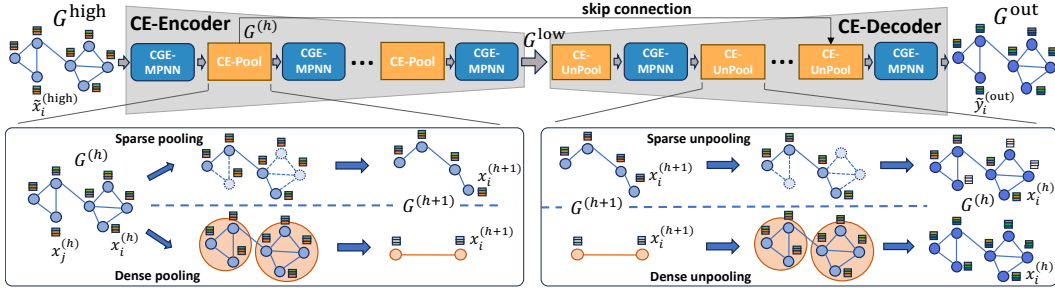 G^high
x̃_i^(high)
CE-Encoder
G^(h)
skip connection
CE-Decoder
G^out
ỹ_i^(out)
CGE-
MPNN
CE-Pool
CGE-
MPNN
CE-Pool
CGE-
MPNN
G^low
CE-
UnPool
CGE-
MPNN
CE-
UnPool
CE-
UnPool
CGE-
MPNN
Sparse pooling
G^(h)
x_i^(h+1)
G^(h+1)
x_j^(h)
x_i^(h)
x_i^(h+1)
Dense pooling
Sparse unpooling
x_i^(h+1)
x_i^(h)
G^(h+1)
G^(h)
x_i^(h+1)
x_i^(h)
Dense unpooling